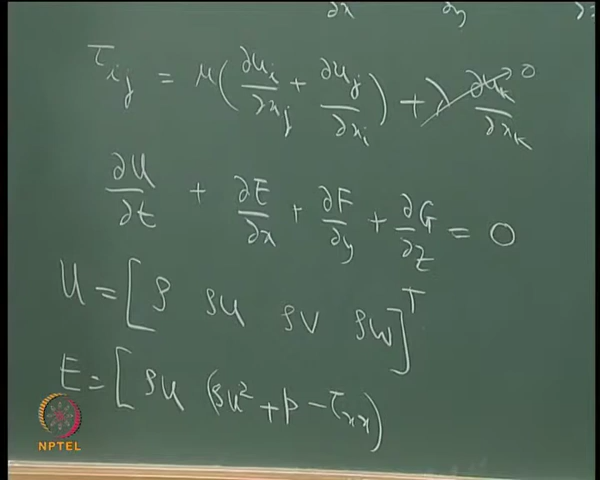 ∂x ∂y ∂z
τ_ij = μ(∂u_i/∂x_j + ∂u_j/∂x_i) + λ ∂u_k/∂x_k → 0
∂U/∂t + ∂E/∂x + ∂F/∂y + ∂G/∂z = 0
U = [ρ ρu ρv ρw]^T
E = [ρu (ρu² + p − τ_xx)
NPTEL